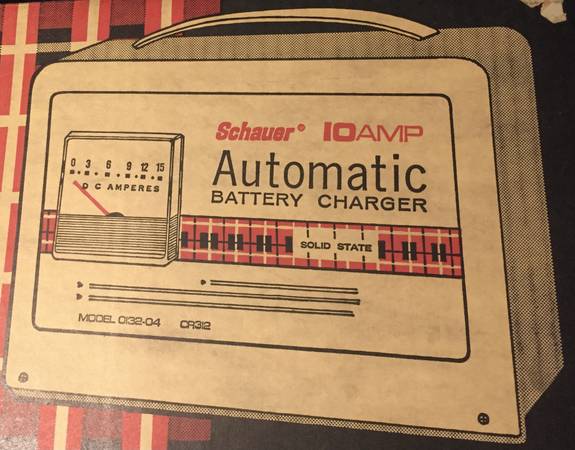 Schauer® 10AMP
Automatic
BATTERY CHARGER
0 3 6 9 12 15
D C AMPERES
SOLID STATE
MODEL 0132-04 CR312